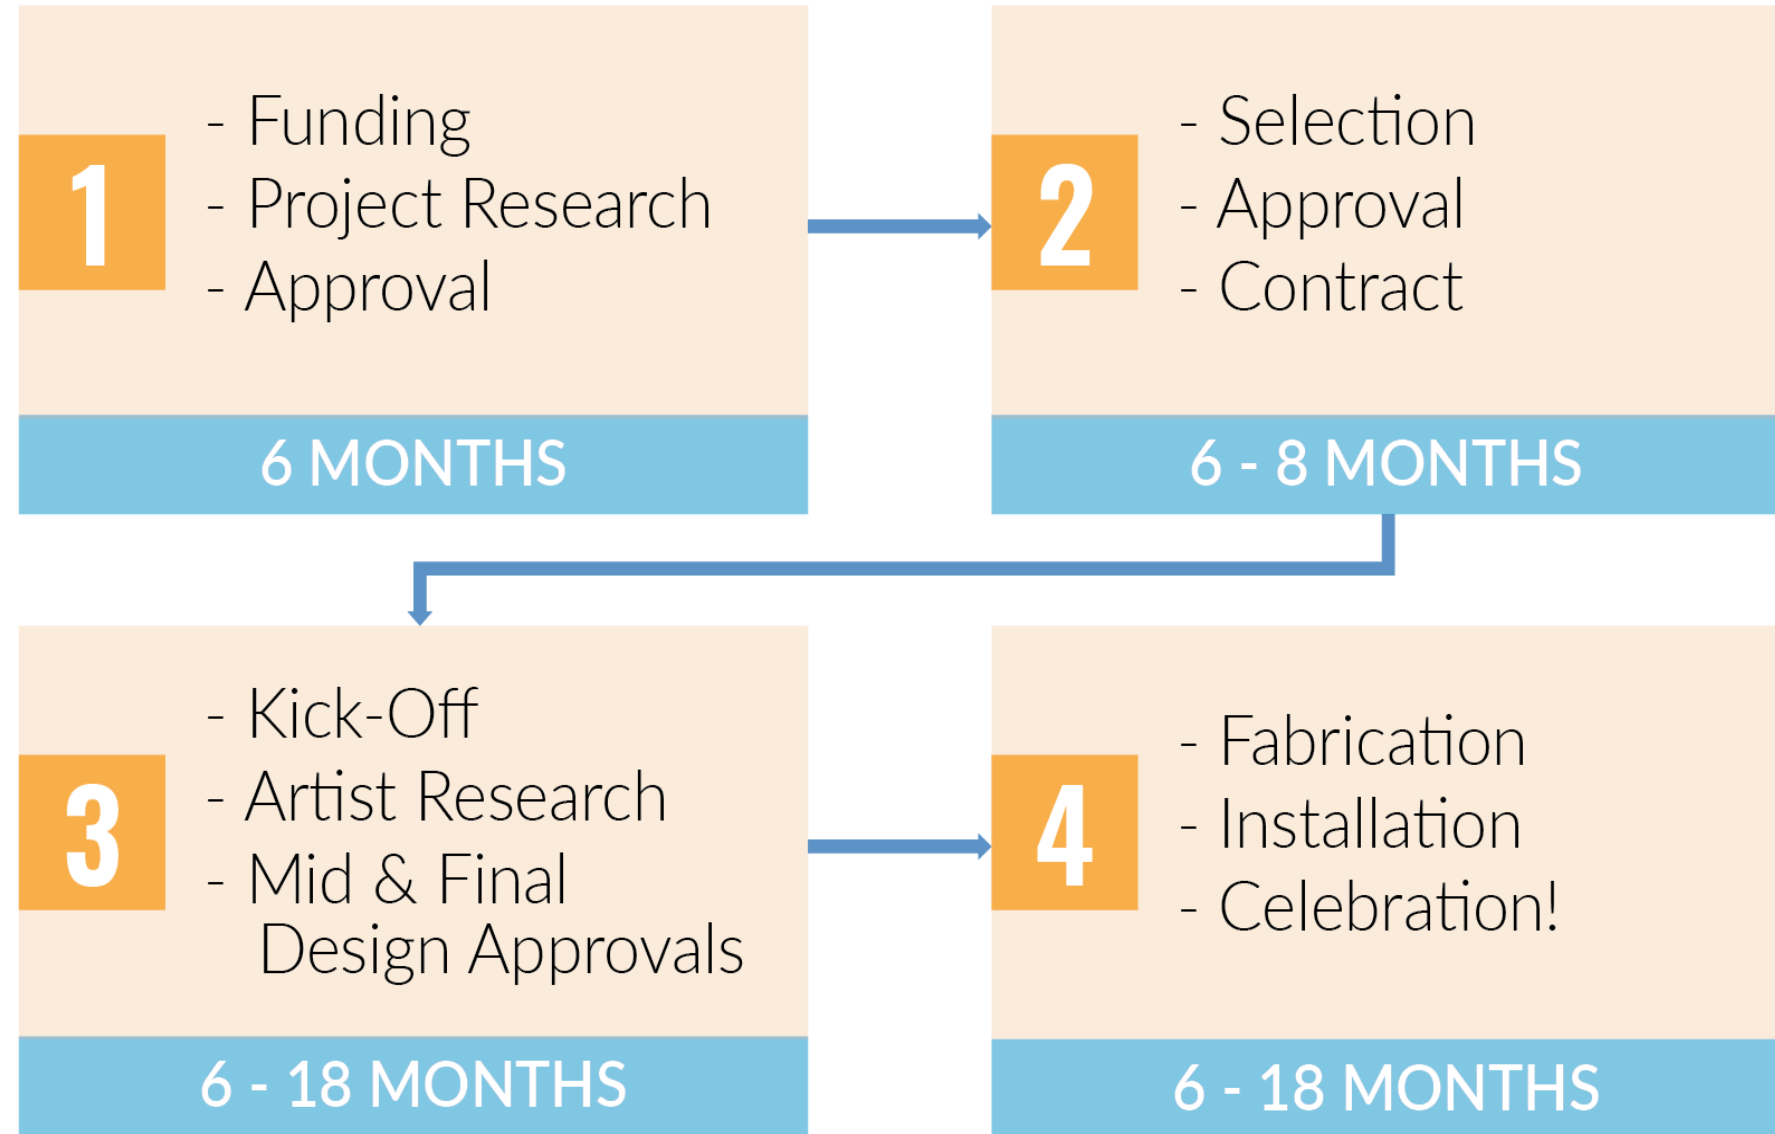 1
- Funding
- Project Research
- Approval
6 MONTHS
2
- Selection
- Approval
- Contract
6 - 8 MONTHS
3
- Kick-Off
- Artist Research
- Mid & Final
Design Approvals
6 - 18 MONTHS
4
- Fabrication
- Installation
- Celebration!
6 - 18 MONTHS